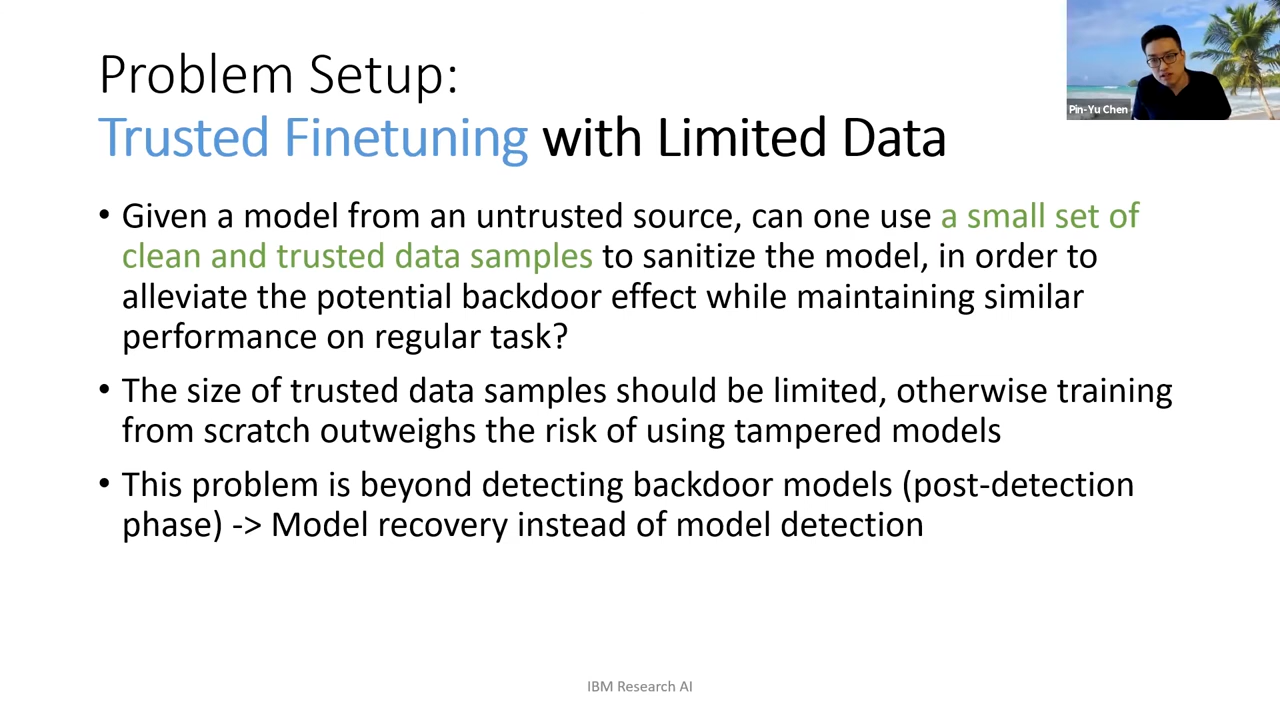 Problem Setup:
Trusted Finetuning with Limited Data
Pin-Yu Chen
• Given a model from an untrusted source, can one use a small set of
clean and trusted data samples to sanitize the model, in order to
alleviate the potential backdoor effect while maintaining similar
performance on regular task?
• The size of trusted data samples should be limited, otherwise training
from scratch outweighs the risk of using tampered models
• This problem is beyond detecting backdoor models (post-detection
phase) -> Model recovery instead of model detection
IBM Research AI